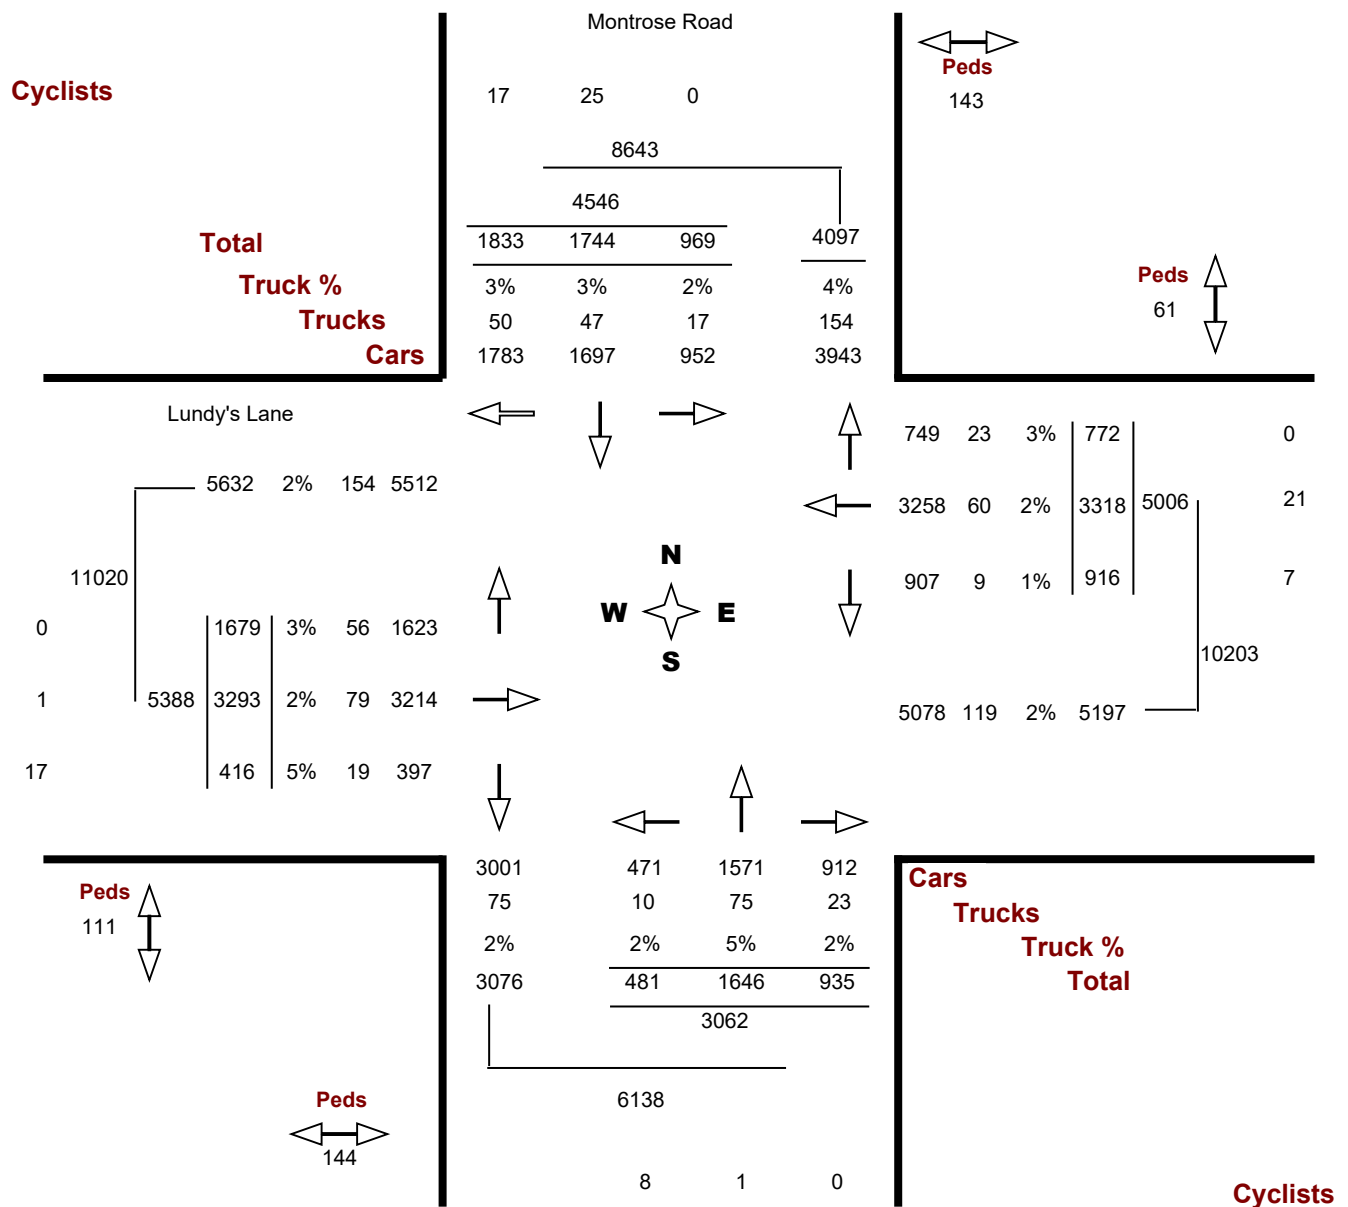 Montrose Road
Peds
143
Cyclists
17 25 0
8643
4546
Total 1833 1744 969 4097
Truck % 3% 3% 2% 4%
Trucks 50 47 17 154
Cars 1783 1697 952 3943
Peds
61
Lundy's Lane
749 23 3% 772 0
5632 2% 154 5512
3258 60 2% 3318 5006 21
N
11020
907 9 1% 916 7
W E
0 1679 3% 56 1623
S
10203
1 5388 3293 2% 79 3214
5078 119 2% 5197
17 416 5% 19 397
3001 471 1571 912 Cars
Peds
111
75 10 75 23 Trucks
2% 2% 5% 2% Truck %
3076 481 1646 935 Total
3062
6138
Peds
144
8 1 0
Cyclists